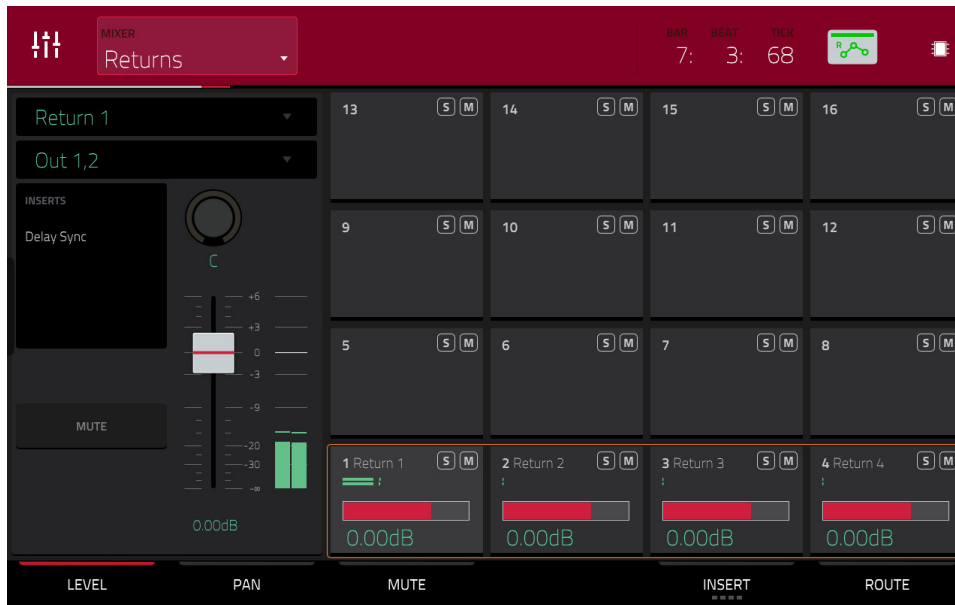 MIXER
Returns
BAR BEAT TICK
7: 3: 68
R
Return 1
Out 1,2
INSERTS
Delay Sync
C
+6
+3
0
-3
-9
-20
-30
-∞
MUTE
0.00dB
13 S M
14 S M
15 S M
16 S M
9 S M
10 S M
11 S M
12 S M
5 S M
6 S M
7 S M
8 S M
1 Return 1 S M
2 Return 2 S M
3 Return 3 S M
4 Return 4 S M
0.00dB
0.00dB
0.00dB
0.00dB
LEVEL
PAN
MUTE
INSERT
ROUTE